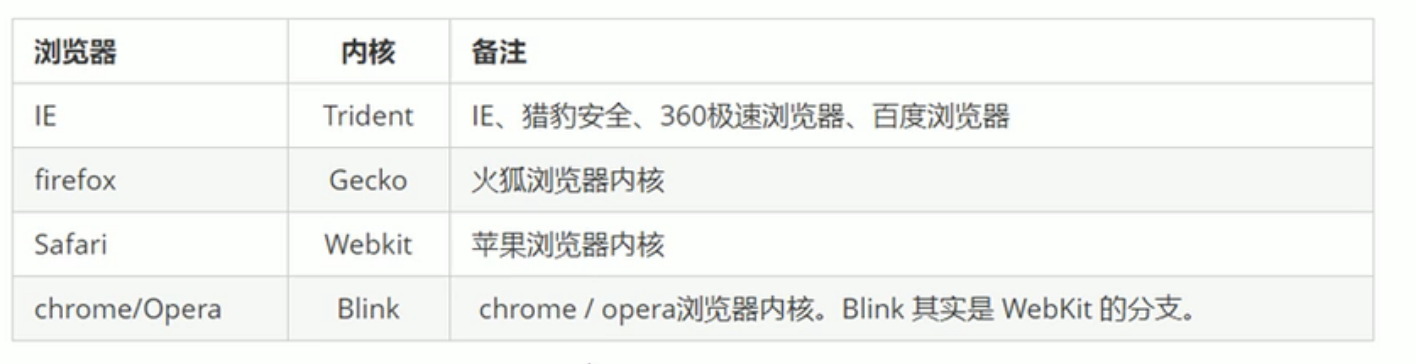 浏览器 内核 备注
IE Trident IE、猎豹安全、360极速浏览器、百度浏览器
firefox Gecko 火狐浏览器内核
Safari Webkit 苹果浏览器内核
chrome/Opera Blink chrome / opera浏览器内核。Blink 其实是 WebKit 的分支。